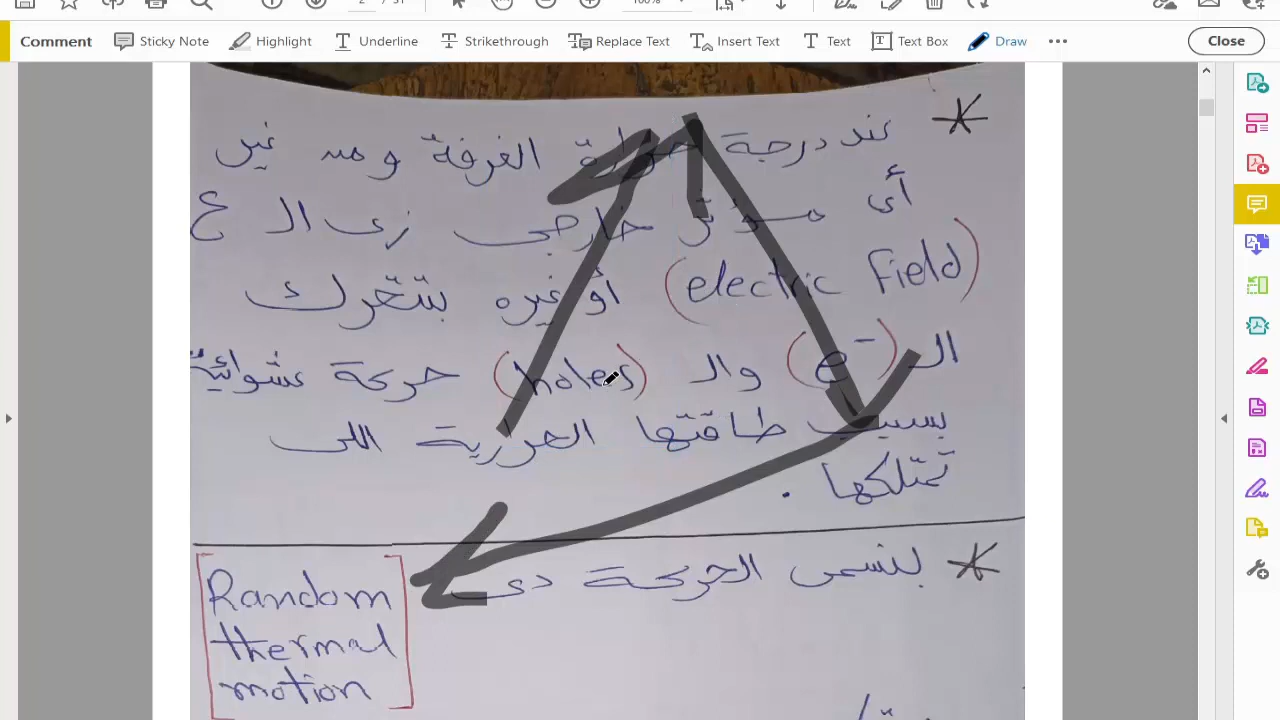 Comment Sticky Note Highlight Underline Strikethrough Replace Text Insert Text Text Text Box Draw Close
عند درجة حرارة الغرفة ومن غير
أى مؤثر خارجى زى ال ع
(electric Field) أو غيره بتتحرك
ال (e⁻) وال (holes) حركة عشوائية
بسبب طاقتها الحرارية اللى
تمتلكها .
* بنسمى الحركة دى
[Random
thermal
motion]